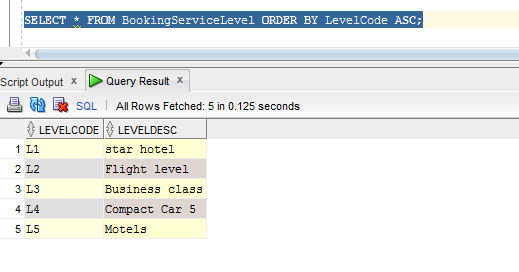 SELECT * FROM BookingServiceLevel ORDER BY LevelCode ASC;
Script Output x Query Result x
SQL | All Rows Fetched: 5 in 0.125 seconds
LEVELCODE LEVELDESC
1 L1 star hotel
2 L2 Flight level
3 L3 Business class
4 L4 Compact Car 5
5 L5 Motels